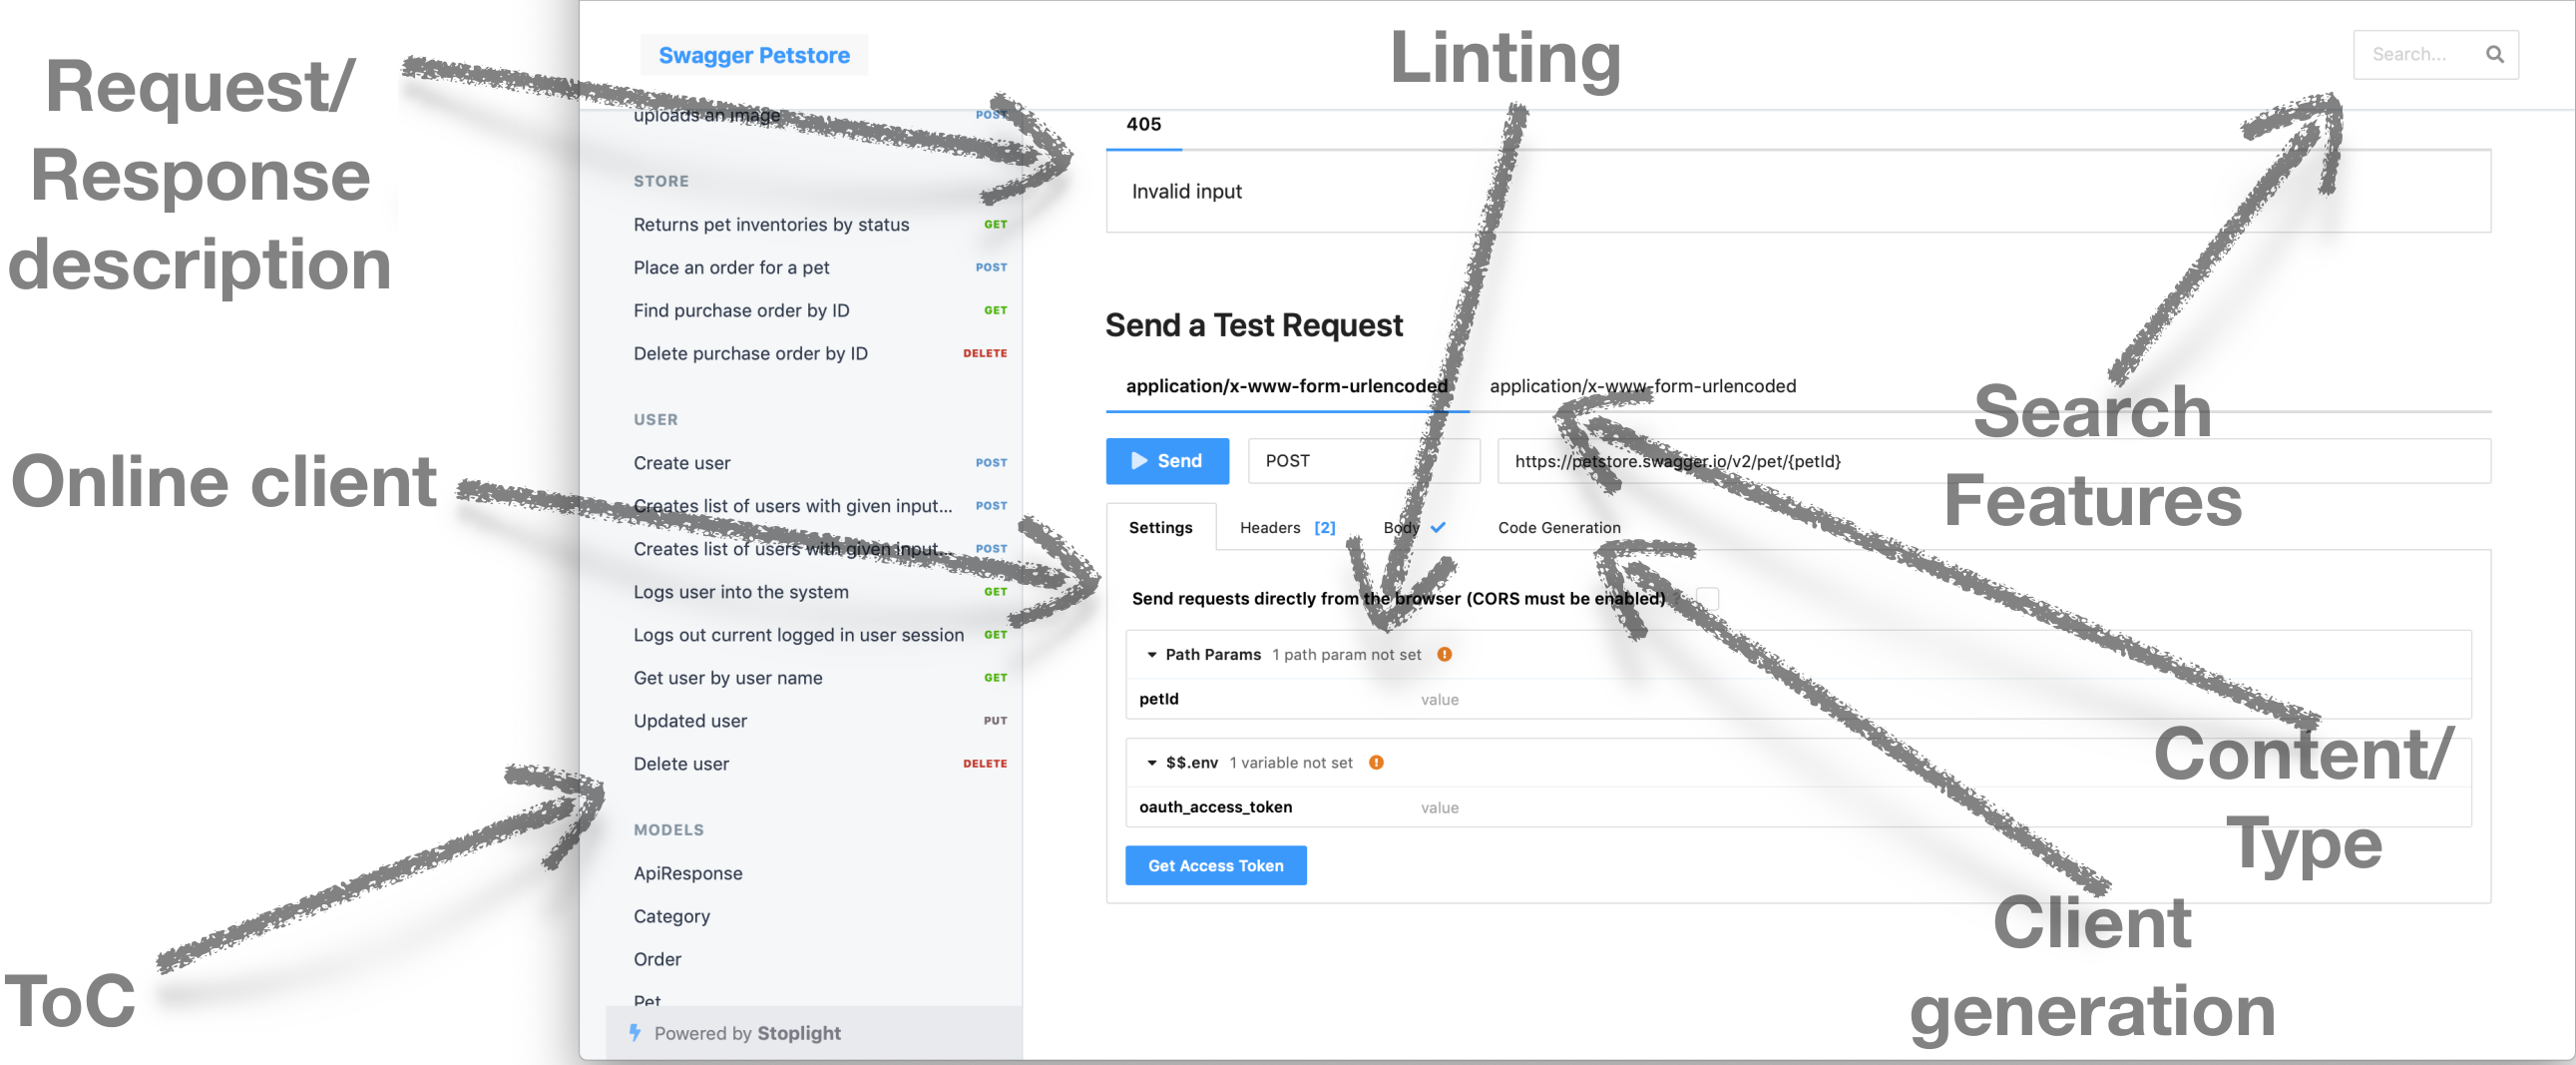 Request/
Response
description
Online client
ToC
Swagger Petstore
Linting
Search...
uploads an image POST
STORE
Returns pet inventories by status GET
Place an order for a pet POST
Find purchase order by ID GET
Delete purchase order by ID DELETE
USER
Create user POST
Creates list of users with given input... POST
Creates list of users with given input... POST
Logs user into the system GET
Logs out current logged in user session GET
Get user by user name GET
Updated user PUT
Delete user DELETE
MODELS
ApiResponse
Category
Order
Pet
Powered by Stoplight
405
Invalid input
Send a Test Request
application/x-www-form-urlencoded application/x-www-form-urlencoded
Send POST https://petstore.swagger.io/v2/pet/{petId}
Settings Headers [2] Body Code Generation
Send requests directly from the browser (CORS must be enabled) ?
Path Params 1 path param not set
petId value
$$.env 1 variable not set
oauth_access_token value
Get Access Token
Search
Features
Content/
Type
Client
generation